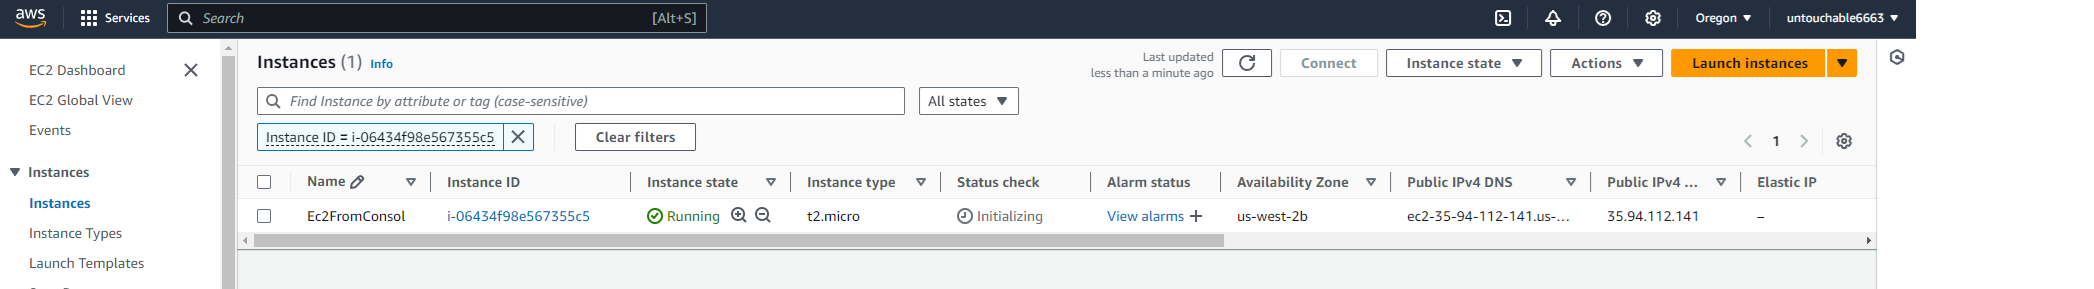 aws
Services
Search
[Alt+S]
Oregon
untouchable6663
EC2 Dashboard
EC2 Global View
Events
Instances
Instances
Instance Types
Launch Templates
Instances (1) Info
Last updated
less than a minute ago
Connect
Instance state
Actions
Launch instances
Find Instance by attribute or tag (case-sensitive)
All states
Instance ID = i-06434f98e567355c5
Clear filters
1
Name Instance ID Instance state Instance type Status check Alarm status Availability Zone Public IPv4 DNS Public IPv4 ... Elastic IP
Ec2FromConsol i-06434f98e567355c5 Running t2.micro Initializing View alarms + us-west-2b ec2-35-94-112-141.us-... 35.94.112.141 –